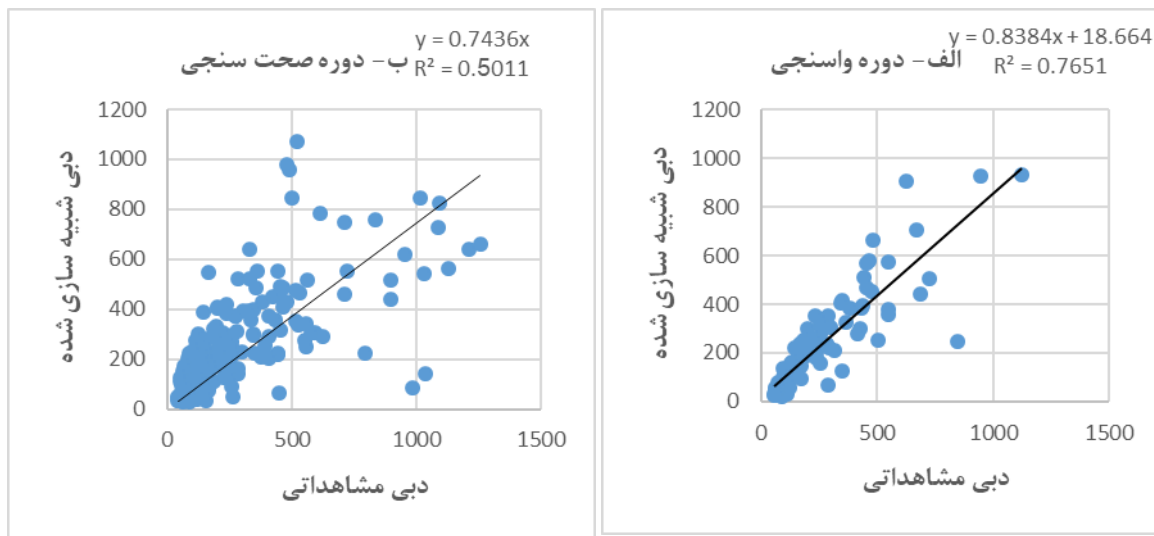 y = 0.7436x
ب- دوره صحت سنجی
R² = 0.5011
1200
1000
800
600
400
200
0
0 500 1000 1500
دبی شبیه سازی شده
دبی مشاهداتی
y = 0.8384x + 18.664
الف- دوره واسنجی
R² = 0.7651
1200
1000
800
600
400
200
0
0 500 1000 1500
دبی شبیه سازی شده
دبی مشاهداتی